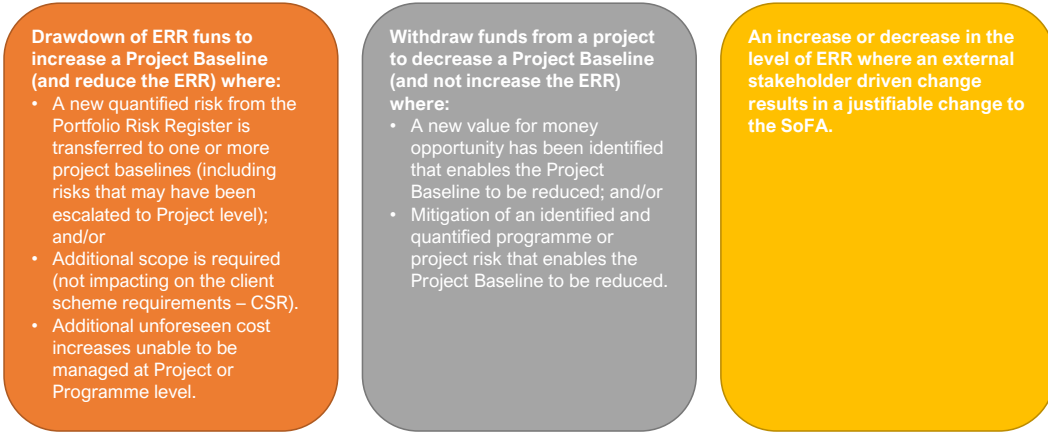 Drawdown of ERR funs to
increase a Project Baseline
(and reduce the ERR) where:
• A new quantified risk from the
Portfolio Risk Register is
transferred to one or more
project baselines (including
risks that may have been
escalated to Project level);
and/or
• Additional scope is required
(not impacting on the client
scheme requirements – CSR).
• Additional unforeseen cost
increases unable to be
managed at Project or
Programme level.
Withdraw funds from a project
to decrease a Project Baseline
(and not increase the ERR)
where:
• A new value for money
opportunity has been identified
that enables the Project
Baseline to be reduced; and/or
• Mitigation of an identified and
quantified programme or
project risk that enables the
Project Baseline to be reduced.
An increase or decrease in the
level of ERR where an external
stakeholder driven change
results in a justifiable change to
the SoFA.